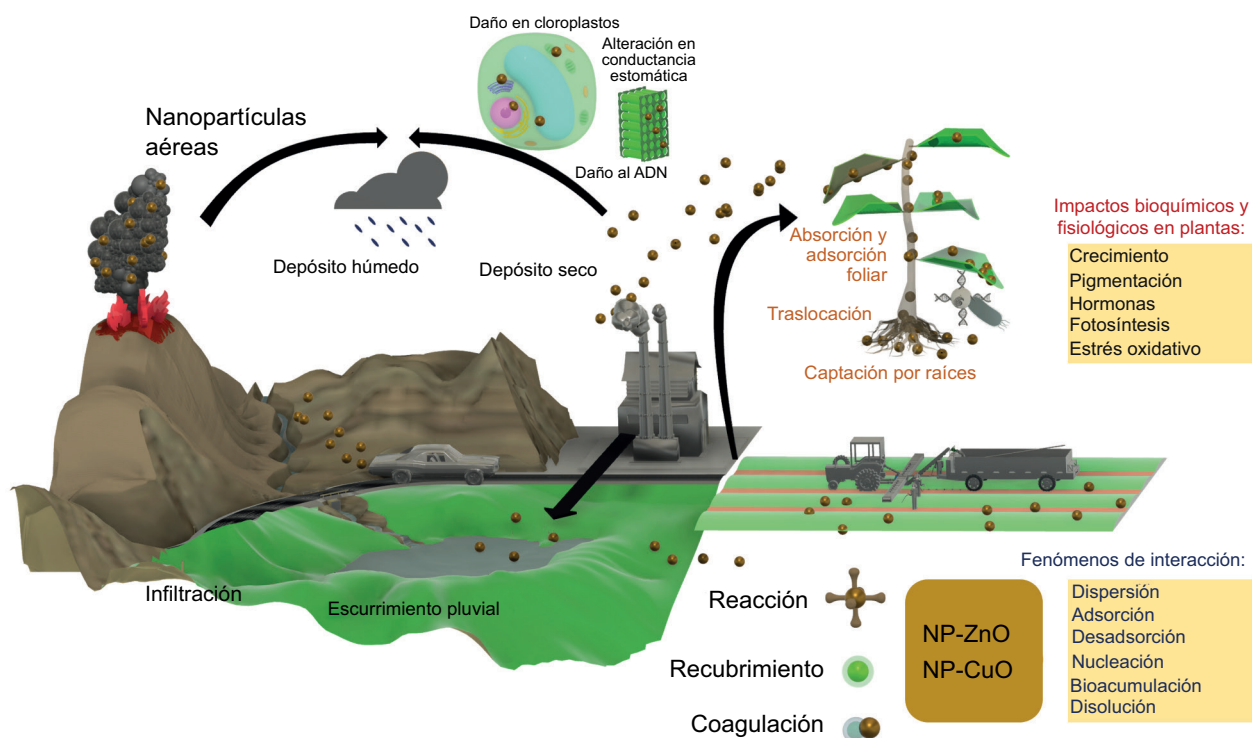 Daño en cloroplastos
Alteración en
conductancia
estomática
Daño al ADN
Nanopartículas
aéreas
Depósito húmedo
Depósito seco
Absorción y
adsorción
foliar
Traslocación
Captación por raíces
Impactos bioquímicos y
fisiológicos en plantas:
Crecimiento
Pigmentación
Hormonas
Fotosíntesis
Estrés oxidativo
Infiltración
Escurrimiento pluvial
Reacción
Recubrimiento
Coagulación
NP-ZnO
NP-CuO
Fenómenos de interacción:
Dispersión
Adsorción
Desadsorción
Nucleación
Bioacumulación
Disolución